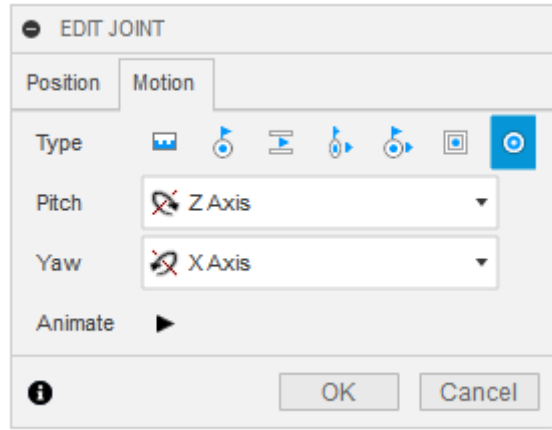 EDIT JOINT
Position Motion
Type
Pitch Z Axis
Yaw X Axis
Animate
OK Cancel